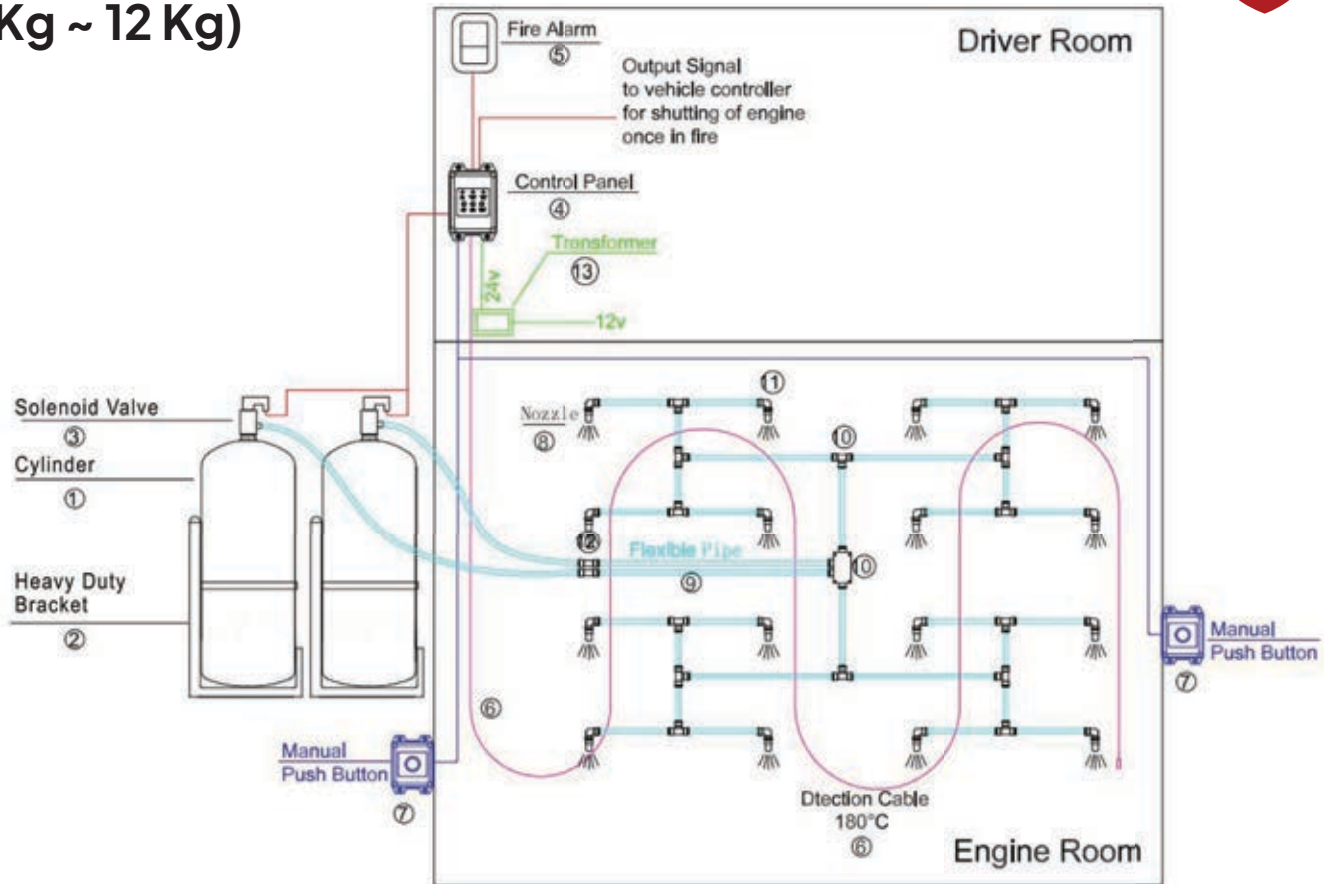 Kg ~ 12 Kg)
Fire Alarm
⑤
Driver Room
Output Signal
to vehicle controller
for shutting of engine
once in fire
Control Panel
④
Transformer
⑬
24v
12v
Solenoid Valve
③
Cylinder
①
Heavy Duty
Bracket
②
Nozzle
⑧
⑪
⑩
⑫
Flexible Pipe
⑨
⑩
⑥
Manual
Push Button
⑦
Manual
Push Button
⑦
Dtection Cable
180°C
⑥
Engine Room